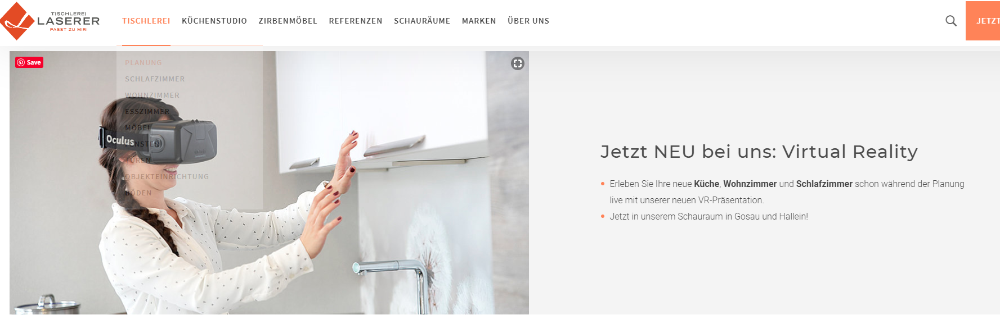 TISCHLEREI
LASERER
PASST ZU MIR!
TISCHLEREI KÜCHENSTUDIO ZIRBENMÖBEL REFERENZEN SCHAURÄUME MARKEN ÜBER UNS
JETZT
Save
PLANUNG
SCHLAFZIMMER
WOHNZIMMER
ESSZIMMER
MÖBEL
Oculus
FENSTER
TÜREN
OBJEKTEINRICHTUNG
BÖDEN
Jetzt NEU bei uns: Virtual Reality
Erleben Sie Ihre neue Küche, Wohnzimmer und Schlafzimmer schon während der Planung
live mit unserer neuen VR-Präsentation.
Jetzt in unserem Schauraum in Gosau und Hallein!